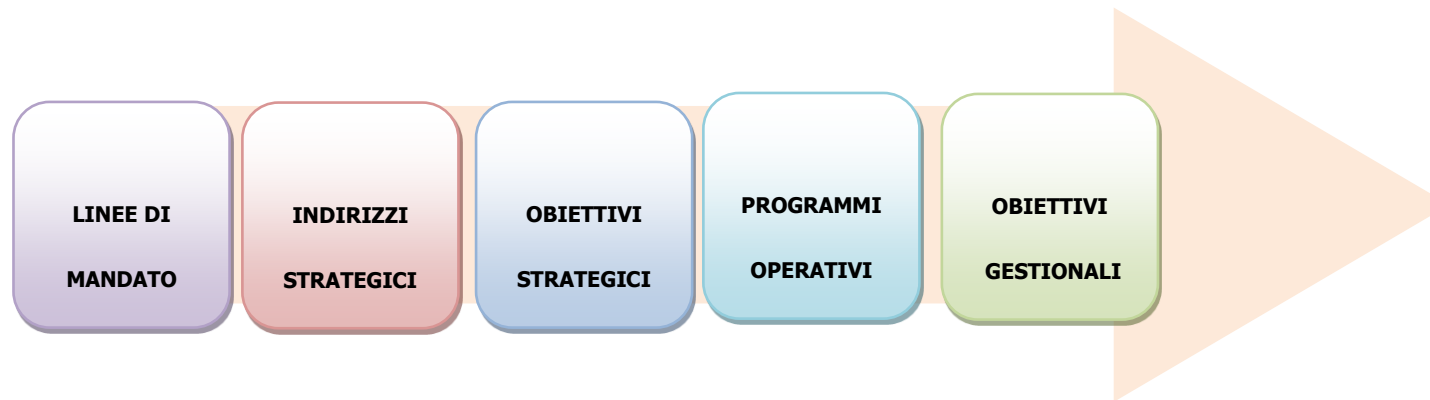 LINEE DI
MANDATO
INDIRIZZI
STRATEGICI
OBIETTIVI
STRATEGICI
PROGRAMMI
OPERATIVI
OBIETTIVI
GESTIONALI